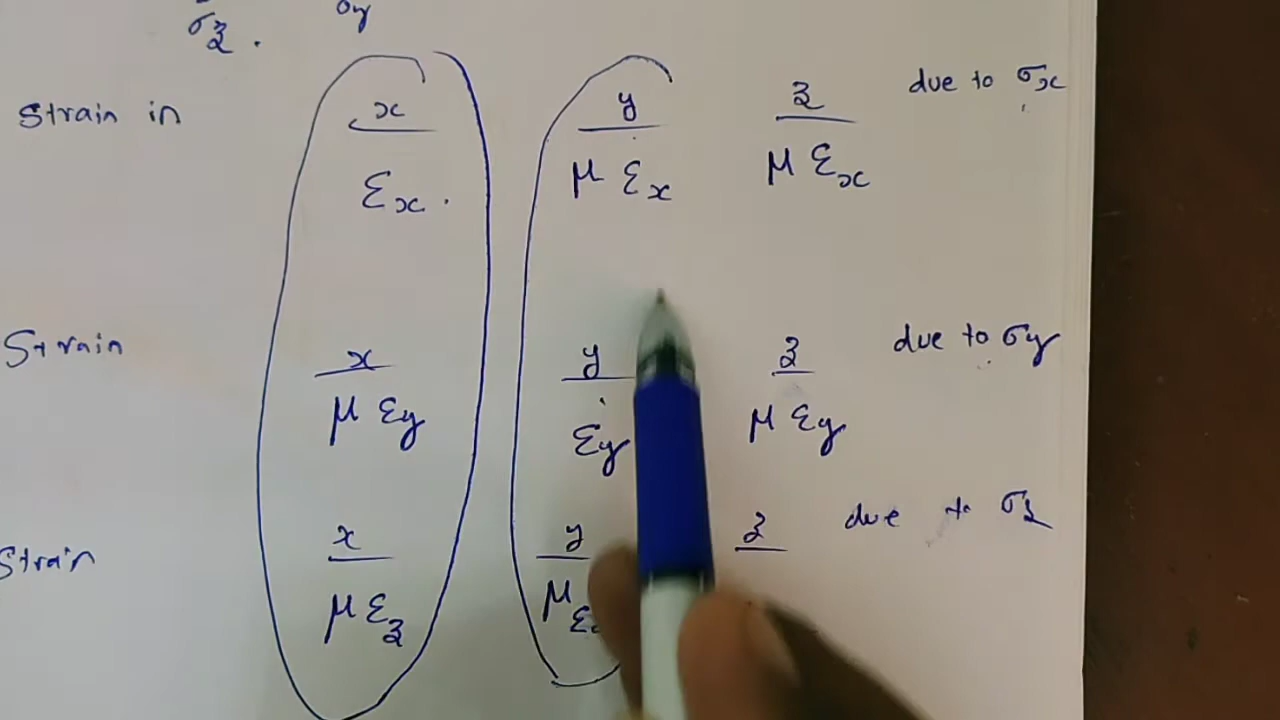 σz . σy
Strain in x y z due to σx
εx . μ εx μ εx
Strain x y z due to σy
μ εy εy μ εy
Strain x y z due to σz
μ εz μ